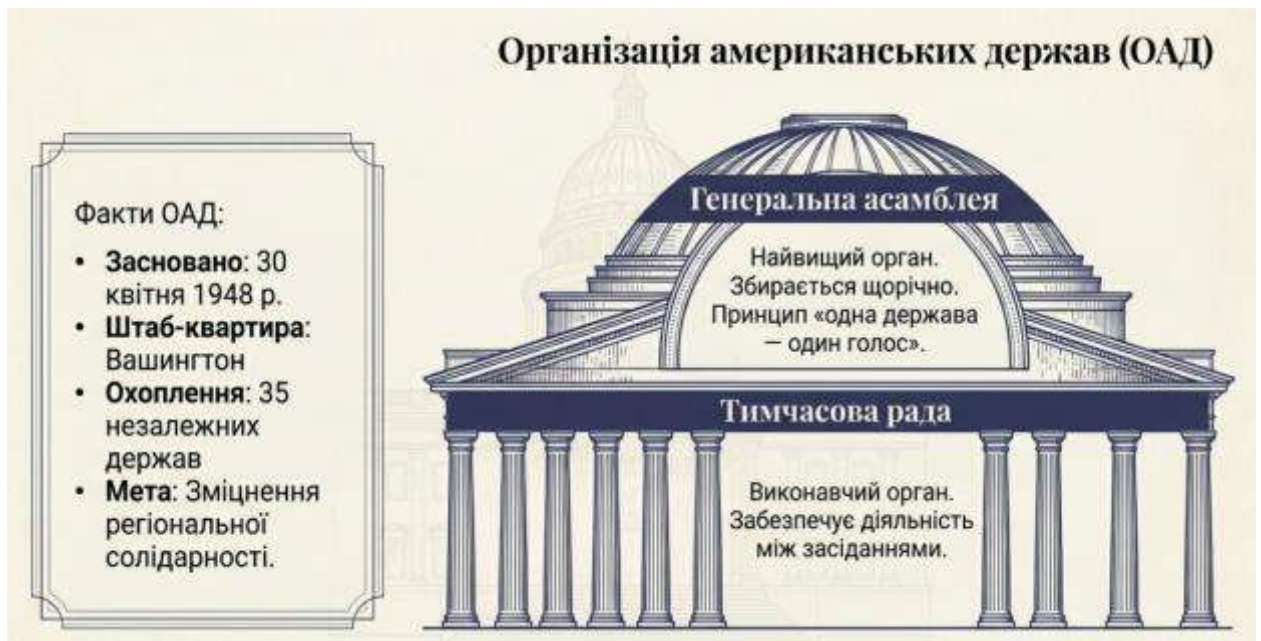 Організація американських держав (ОАД)
Факти ОАД:
• Засновано: 30
квітня 1948 р.
• Штаб-квартира:
Вашингтон
• Охоплення: 35
незалежних
держав
• Мета: Зміцнення
регіональної
солідарності.
Генеральна асамблея
Найвищий орган.
Збирається щорічно.
Принцип «одна держава
— один голос».
Тимчасова рада
Виконавчий орган.
Забезпечує діяльність
між засіданнями.